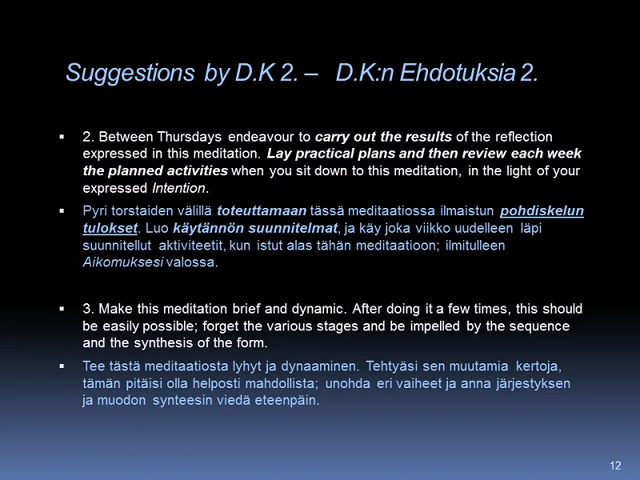 Suggestions by D.K 2. – D.K:n Ehdotuksia 2.
2. Between Thursdays endeavour to carry out the results of the reflection
expressed in this meditation. Lay practical plans and then review each week
the planned activities when you sit down to this meditation, in the light of your
expressed Intention.
Pyri torstaiden välillä toteuttamaan tässä meditaatiossa ilmaistun pohdiskelun
tulokset. Luo käytännön suunnitelmat, ja käy joka viikko uudelleen läpi
suunnitellut aktiviteetit, kun istut alas tähän meditaatioon; ilmitulleen
Aikomuksesi valossa.
3. Make this meditation brief and dynamic. After doing it a few times, this should
be easily possible; forget the various stages and be impelled by the sequence
and the synthesis of the form.
Tee tästä meditaatiosta lyhyt ja dynaaminen. Tehtyäsi sen muutamia kertoja,
tämän pitäisi olla helposti mahdollista; unohda eri vaiheet ja anna järjestyksen
ja muodon synteesin viedä eteenpäin.
12